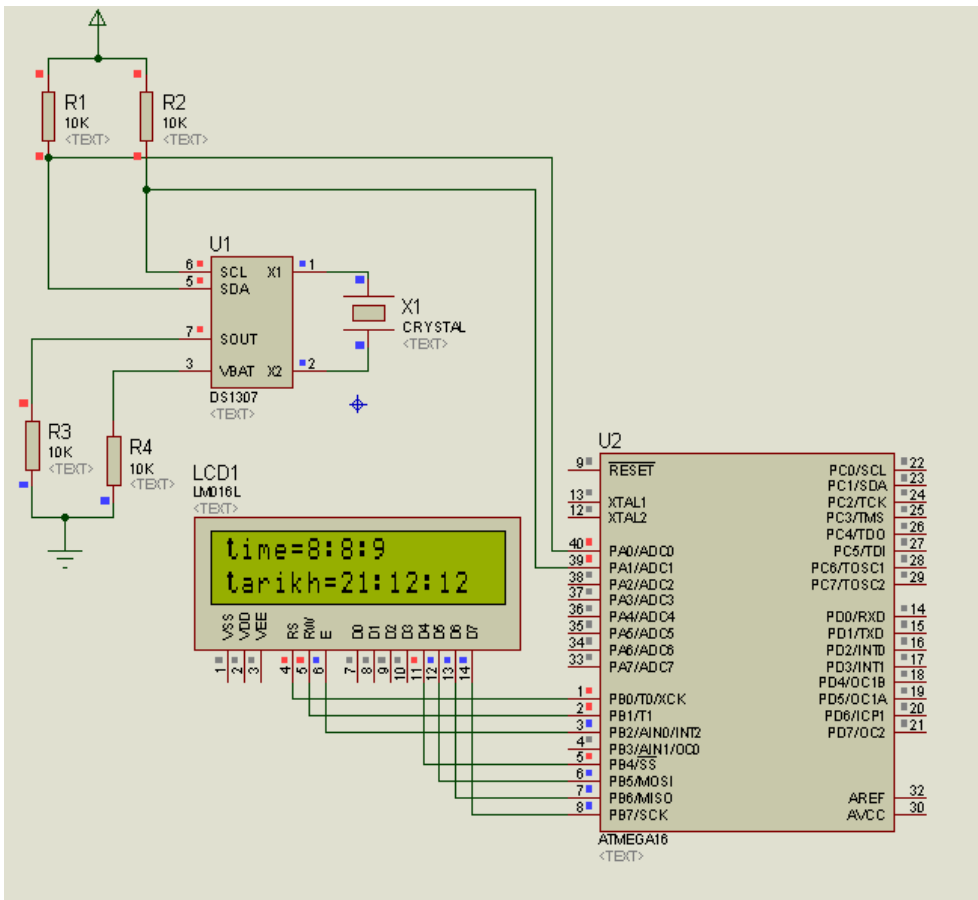 R1
10K
<TEXT>
R2
10K
<TEXT>
U1
6 SCL X1 1
5 SDA
7 SOUT
3 VBAT X2 2
DS1307
<TEXT>
X1
CRYSTAL
<TEXT>
R3
10K
<TEXT>
R4
10K
<TEXT>
LCD1
LM016L
<TEXT>
time=8:8:9
tarikh=21:12:12
VSS VDD VEE RS RW E D0 D1 D2 D3 D4 D5 D6 D7
1 2 3 4 5 6 7 8 9 10 11 12 13 14
U2
9 RESET PC0/SCL 22
PC1/SDA 23
13 XTAL1 PC2/TCK 24
12 XTAL2 PC3/TMS 25
PC4/TDO 26
40 PA0/ADC0 PC5/TDI 27
39 PA1/ADC1 PC6/TOSC1 28
38 PA2/ADC2 PC7/TOSC2 29
37 PA3/ADC3
36 PA4/ADC4 PD0/RXD 14
35 PA5/ADC5 PD1/TXD 15
34 PA6/ADC6 PD2/INT0 16
33 PA7/ADC7 PD3/INT1 17
PD4/OC1B 18
1 PB0/T0/XCK PD5/OC1A 19
2 PB1/T1 PD6/ICP1 20
3 PB2/AIN0/INT2 PD7/OC2 21
4 PB3/AIN1/OC0
5 PB4/SS
6 PB5/MOSI
7 PB6/MISO AREF 32
8 PB7/SCK AVCC 30
ATMEGA16
<TEXT>